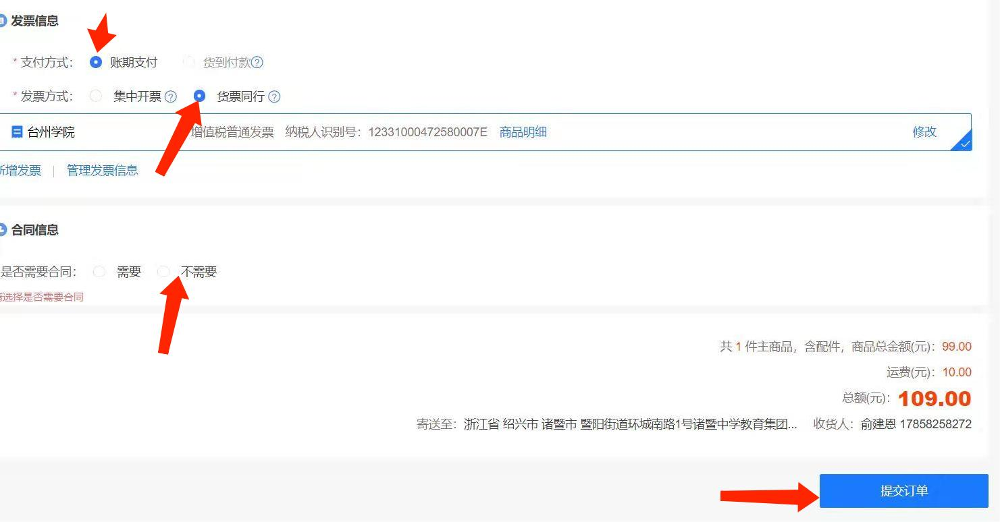 发票信息
* 支付方式： 账期支付 货到付款?
* 发票方式： 集中开票? 货票同行?
台州学院 增值税普通发票 纳税人识别号：12331000472580007E 商品明细 修改
新增发票 | 管理发票信息
合同信息
是否需要合同： 需要 不需要
请选择是否需要合同
共 1 件主商品，含配件，商品总金额(元)：99.00
运费(元)：10.00
总额(元)：109.00
寄送至：浙江省 绍兴市 诸暨市 暨阳街道环城南路1号诸暨中学教育集团... 收货人：俞建恩 17858258272
提交订单